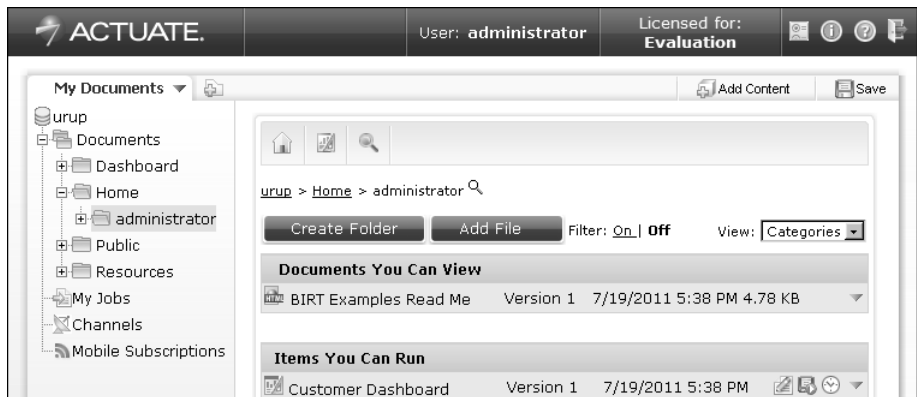 ACTUATE.
User: administrator
Licensed for:
Evaluation
My Documents
Add Content
Save
urup
Documents
Dashboard
Home
administrator
Public
Resources
My Jobs
Channels
Mobile Subscriptions
urup > Home > administrator
Create Folder
Add File
Filter: On | Off
View: Categories
Documents You Can View
BIRT Examples Read Me Version 1 7/19/2011 5:38 PM 4.78 KB
Items You Can Run
Customer Dashboard Version 1 7/19/2011 5:38 PM